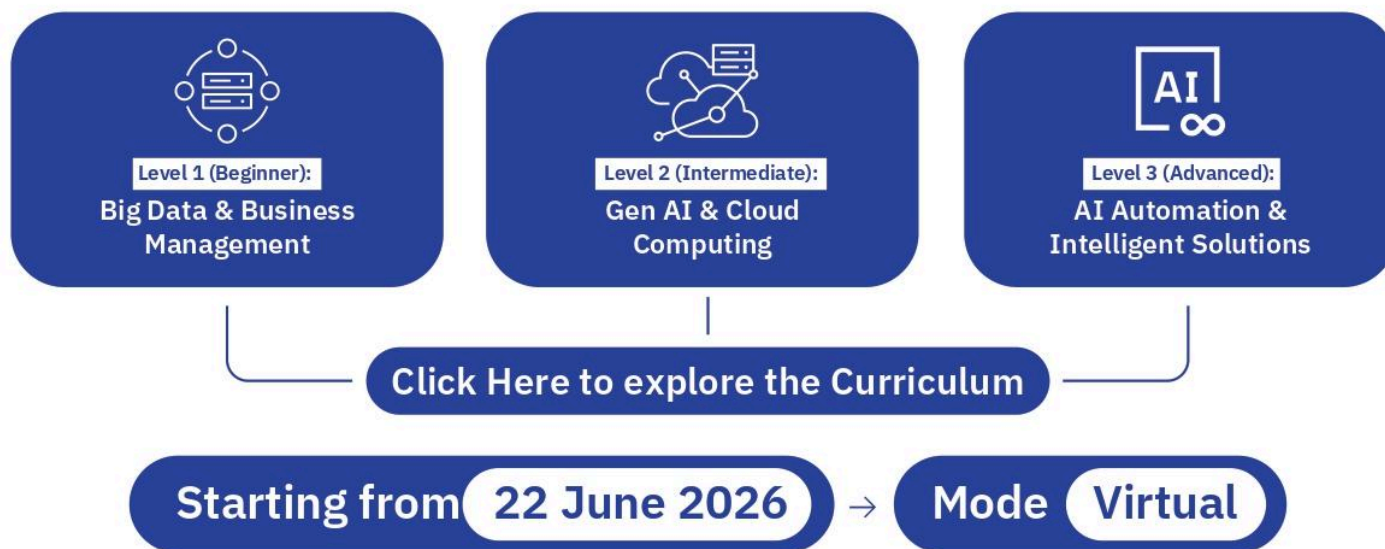 Level 1 (Beginner):
Big Data & Business
Management
Level 2 (Intermediate):
Gen AI & Cloud
Computing
AI
Level 3 (Advanced):
AI Automation &
Intelligent Solutions
Click Here to explore the Curriculum
Starting from 22 June 2026 → Mode Virtual